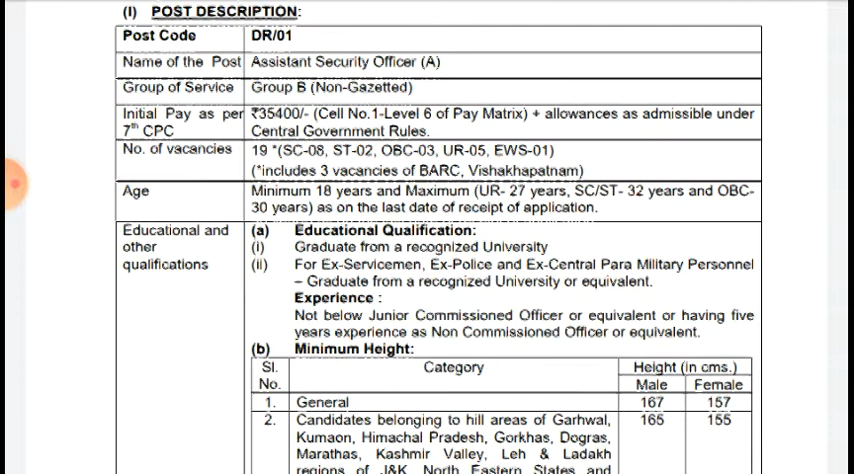 (I) POST DESCRIPTION:
Post Code DR/01
Name of the Post Assistant Security Officer (A)
Group of Service Group B (Non-Gazetted)
Initial Pay as per ₹35400/- (Cell No.1-Level 6 of Pay Matrix) + allowances as admissible under
7th CPC Central Government Rules.
No. of vacancies 19 *(SC-08, ST-02, OBC-03, UR-05, EWS-01)
(*includes 3 vacancies of BARC, Vishakhapatnam)
Age Minimum 18 years and Maximum (UR- 27 years, SC/ST- 32 years and OBC-
30 years) as on the last date of receipt of application.
Educational and (a) Educational Qualification:
other (i) Graduate from a recognized University
qualifications (ii) For Ex-Servicemen, Ex-Police and Ex-Central Para Military Personnel
– Graduate from a recognized University or equivalent.
Experience :
Not below Junior Commissioned Officer or equivalent or having five
years experience as Non Commissioned Officer or equivalent.
(b) Minimum Height:
Sl. Category Height (in cms.)
No. Male Female
1. General 167 157
2. Candidates belonging to hill areas of Garhwal, 165 155
Kumaon, Himachal Pradesh, Gorkhas, Dogras,
Marathas, Kashmir Valley, Leh & Ladakh
regions of J&K, North Eastern States and